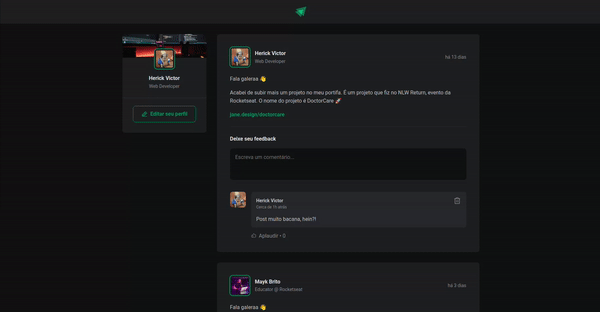 Herick Victor
Web Developer
Editar seu perfil
Herick Victor
Web Developer
há 13 dias
Fala galeraa 👋
Acabei de subir mais um projeto no meu portifa. É um projeto que fiz no NLW Return, evento da
Rocketseat. O nome do projeto é DoctorCare 🚀
jane.design/doctorcare
Deixe seu feedback
Escreva um comentário...
Herick Victor
Cerca de 1h atrás
Post muito bacana, hein?!
Aplaudir • 0
Mayk Brito
Educator @ Rocketseat
há 3 dias
Fala galeraa 👋